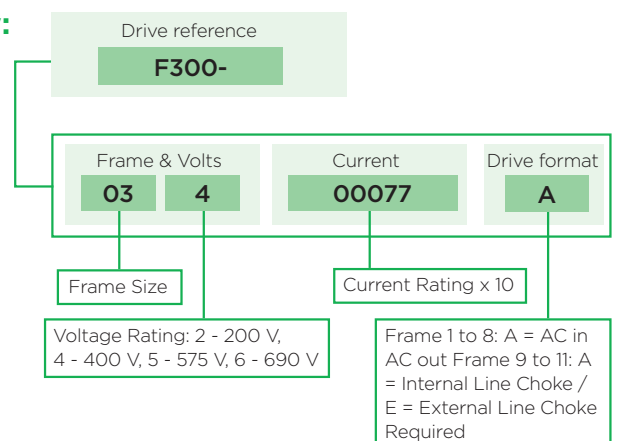 :
Drive reference
F300-
Frame & Volts
Current
Drive format
03
4
00077
A
Frame Size
Current Rating x 10
Voltage Rating: 2 - 200 V,
4 - 400 V, 5 - 575 V, 6 - 690 V
Frame 1 to 8: A = AC in
AC out Frame 9 to 11: A
= Internal Line Choke /
E = External Line Choke
Required